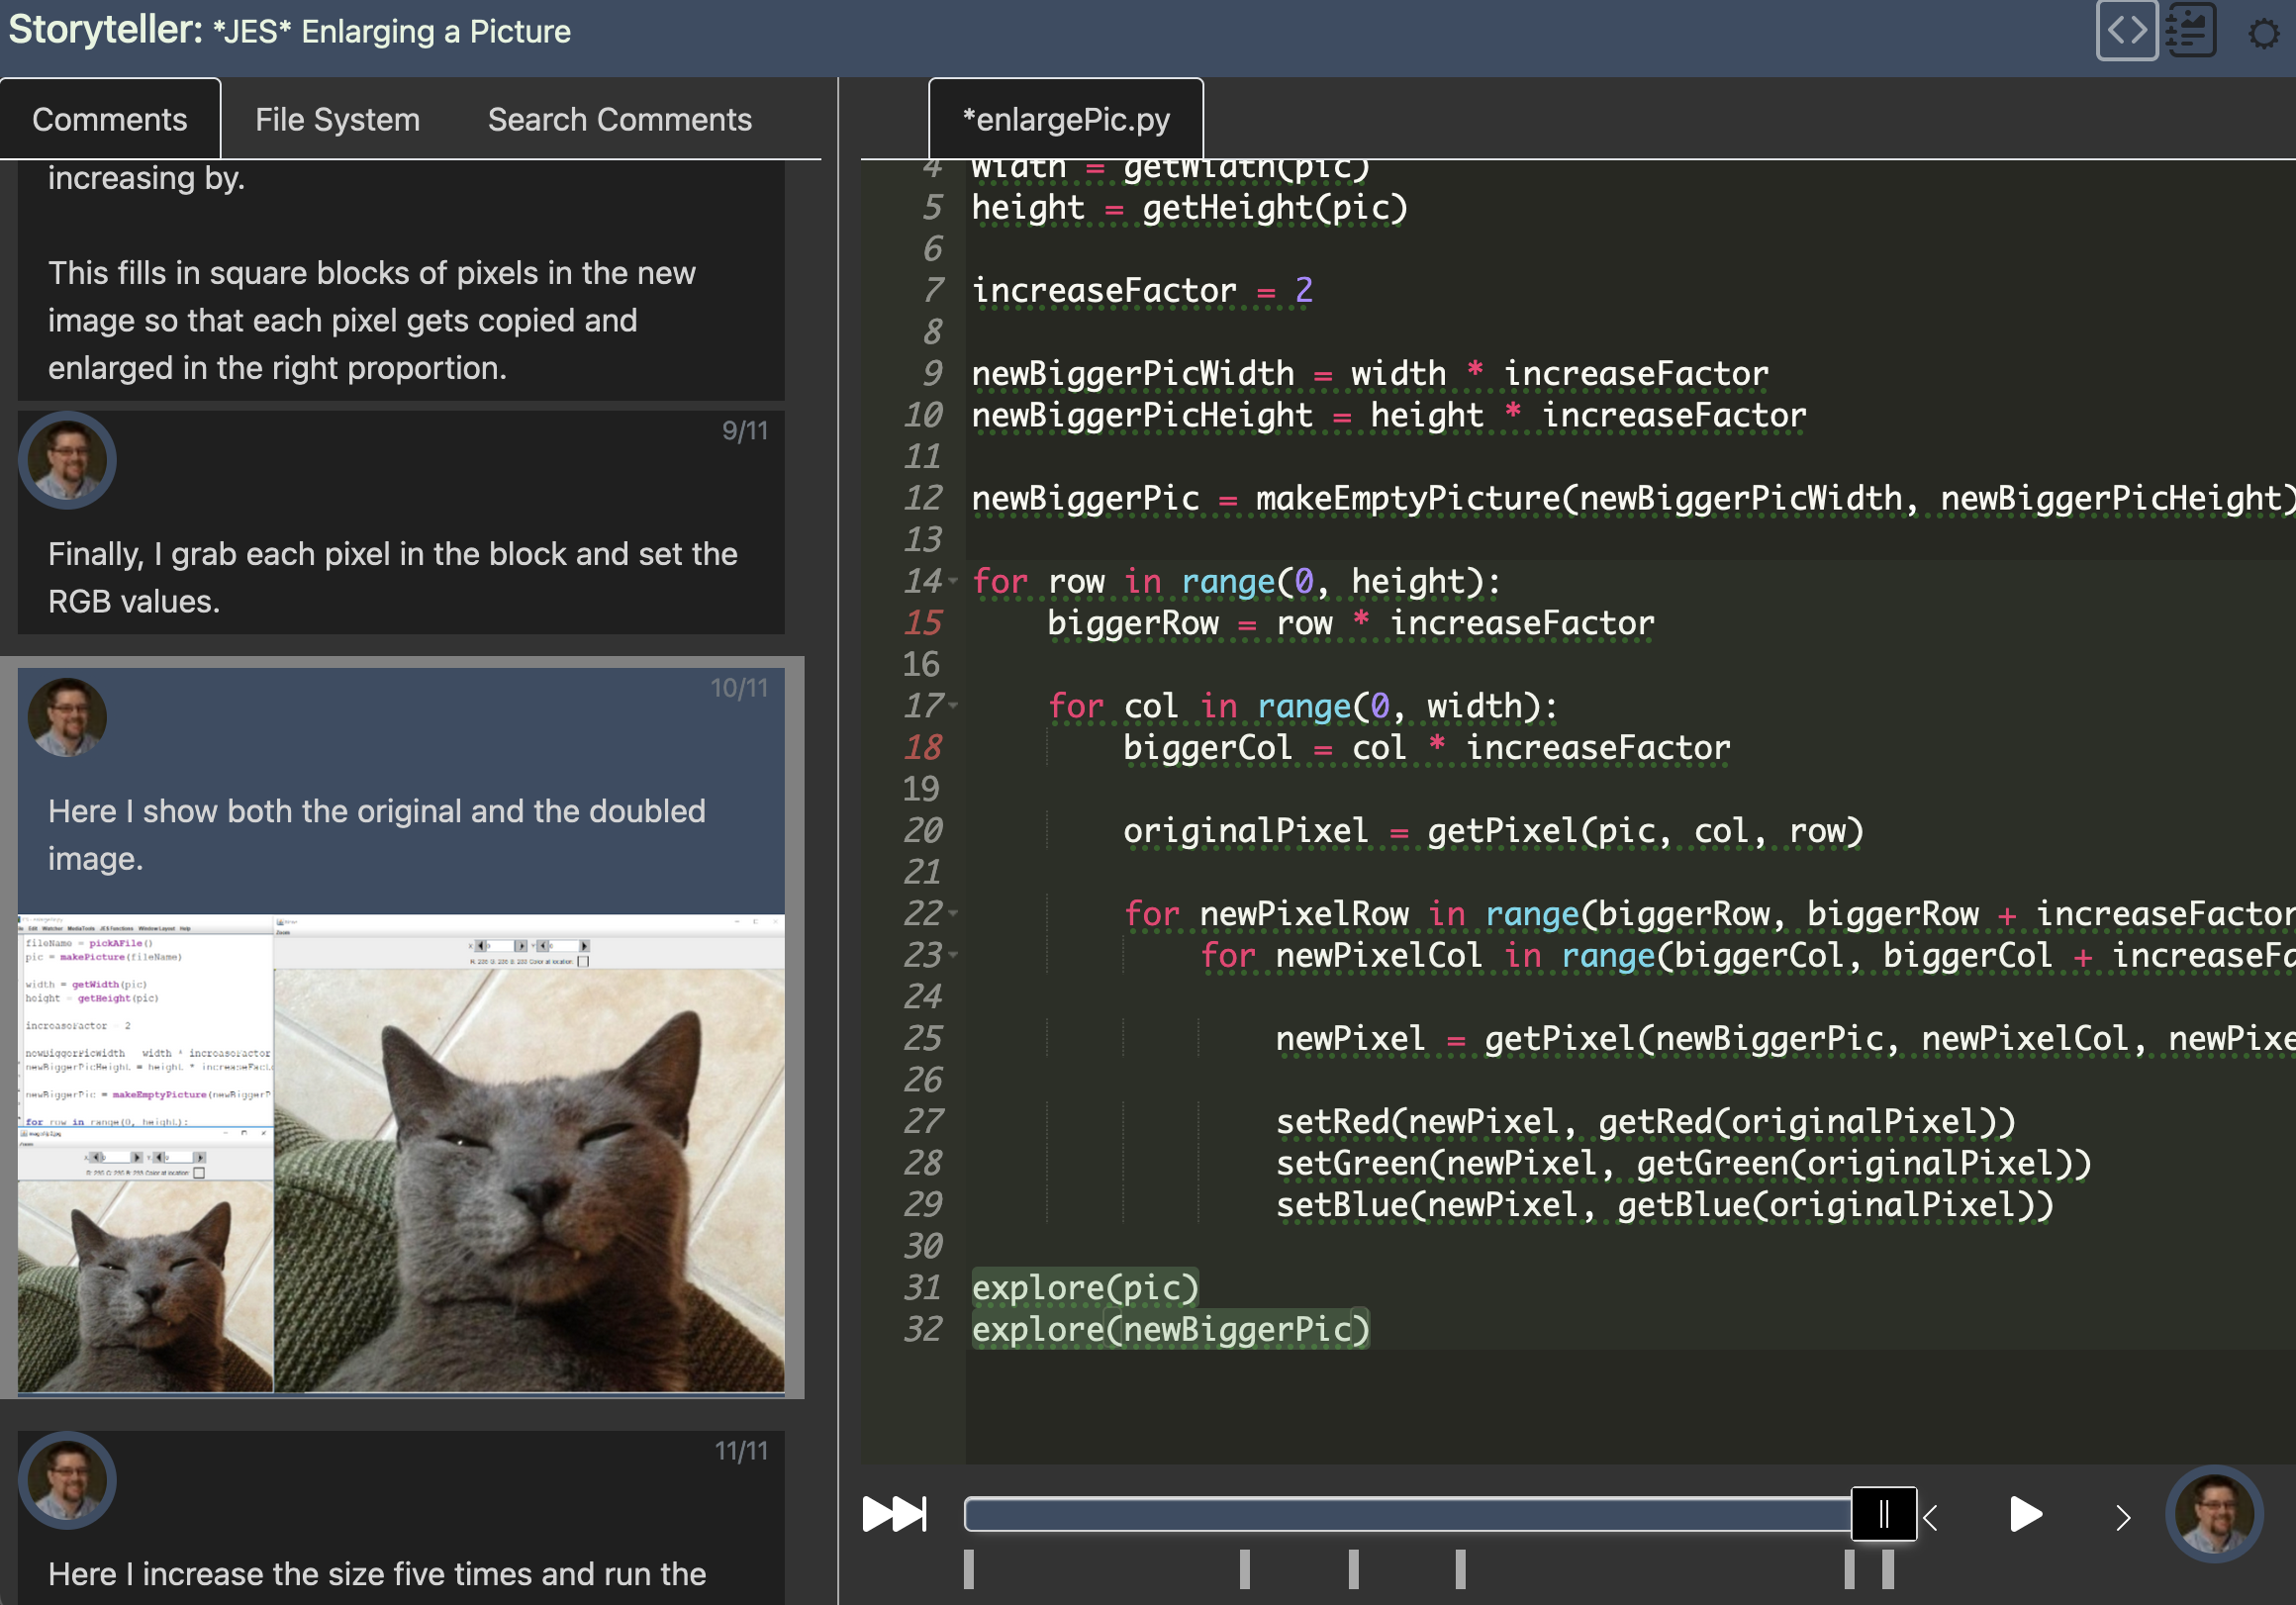 Storyteller: *JES* Enlarging a Picture
Comments
File System
Search Comments
increasing by.
This fills in square blocks of pixels in the new
image so that each pixel gets copied and
enlarged in the right proportion.
9/11
Finally, I grab each pixel in the block and set the
RGB values.
10/11
Here I show both the original and the doubled
image.
fileName = pickAFile()
pic = makePicture(fileName)
width = getWidth(pic)
height = getHeight(pic)
increaseFactor = 2
newBiggerPicWidth = width * increaseFactor
newBiggerPicHeight = height * increaseFact
newBiggerPic = makeEmptyPicture(newBiggerP
for row in range(0, height):
11/11
Here I increase the size five times and run the
*enlargePic.py
4 width = getWidth(pic)
5 height = getHeight(pic)
6
7 increaseFactor = 2
8
9 newBiggerPicWidth = width * increaseFactor
10 newBiggerPicHeight = height * increaseFactor
11
12 newBiggerPic = makeEmptyPicture(newBiggerPicWidth, newBiggerPicHeight)
13
14 for row in range(0, height):
15 biggerRow = row * increaseFactor
16
17 for col in range(0, width):
18 biggerCol = col * increaseFactor
19
20 originalPixel = getPixel(pic, col, row)
21
22 for newPixelRow in range(biggerRow, biggerRow + increaseFactor
23 for newPixelCol in range(biggerCol, biggerCol + increaseFa
24
25 newPixel = getPixel(newBiggerPic, newPixelCol, newPixe
26
27 setRed(newPixel, getRed(originalPixel))
28 setGreen(newPixel, getGreen(originalPixel))
29 setBlue(newPixel, getBlue(originalPixel))
30
31 explore(pic)
32 explore(newBiggerPic)